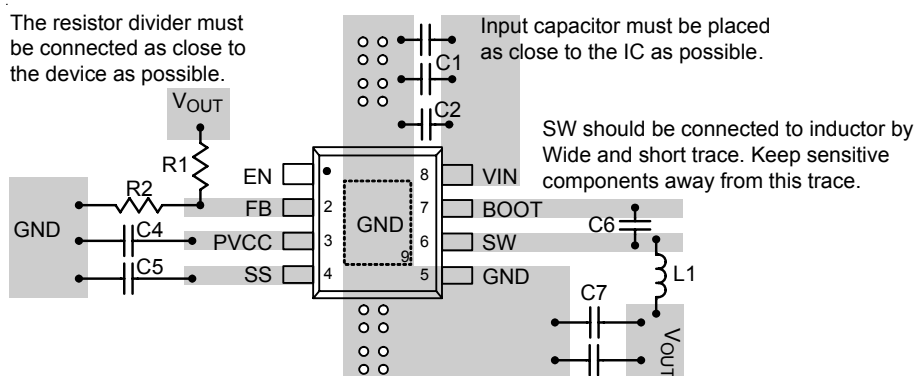 The resistor divider must
be connected as close to
the device as possible.
Input capacitor must be placed
as close to the IC as possible.
C1
C2
VOUT
SW should be connected to inductor by
Wide and short trace. Keep sensitive
components away from this trace.
R1
EN
8
VIN
R2
FB
2
7
BOOT
GND
C4
PVCC
3
GND
6
SW
C6
C5
SS
4
9
5
GND
L1
C7
VOUT